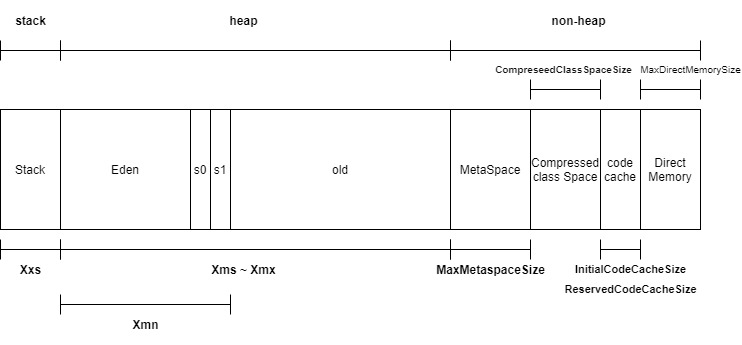 stack
heap
non-heap
CompreseedClassSpaceSize
MaxDirectMemorySize
Stack
Eden
s0
s1
old
MetaSpace
Compressed
class Space
code
cache
Direct
Memory
Xxs
Xms ~ Xmx
MaxMetaspaceSize
InitialCodeCacheSize
ReservedCodeCacheSize
Xmn